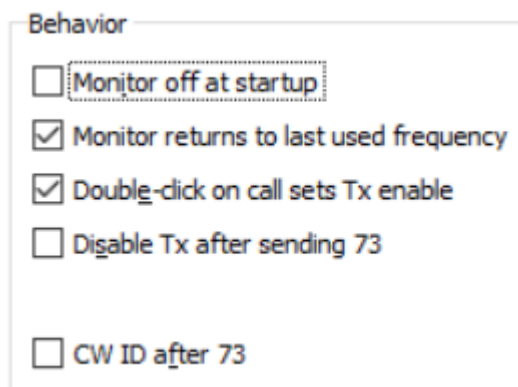 Behavior
Monitor off at startup
Monitor returns to last used frequency
Double-click on call sets Tx enable
Disable Tx after sending 73
CW ID after 73